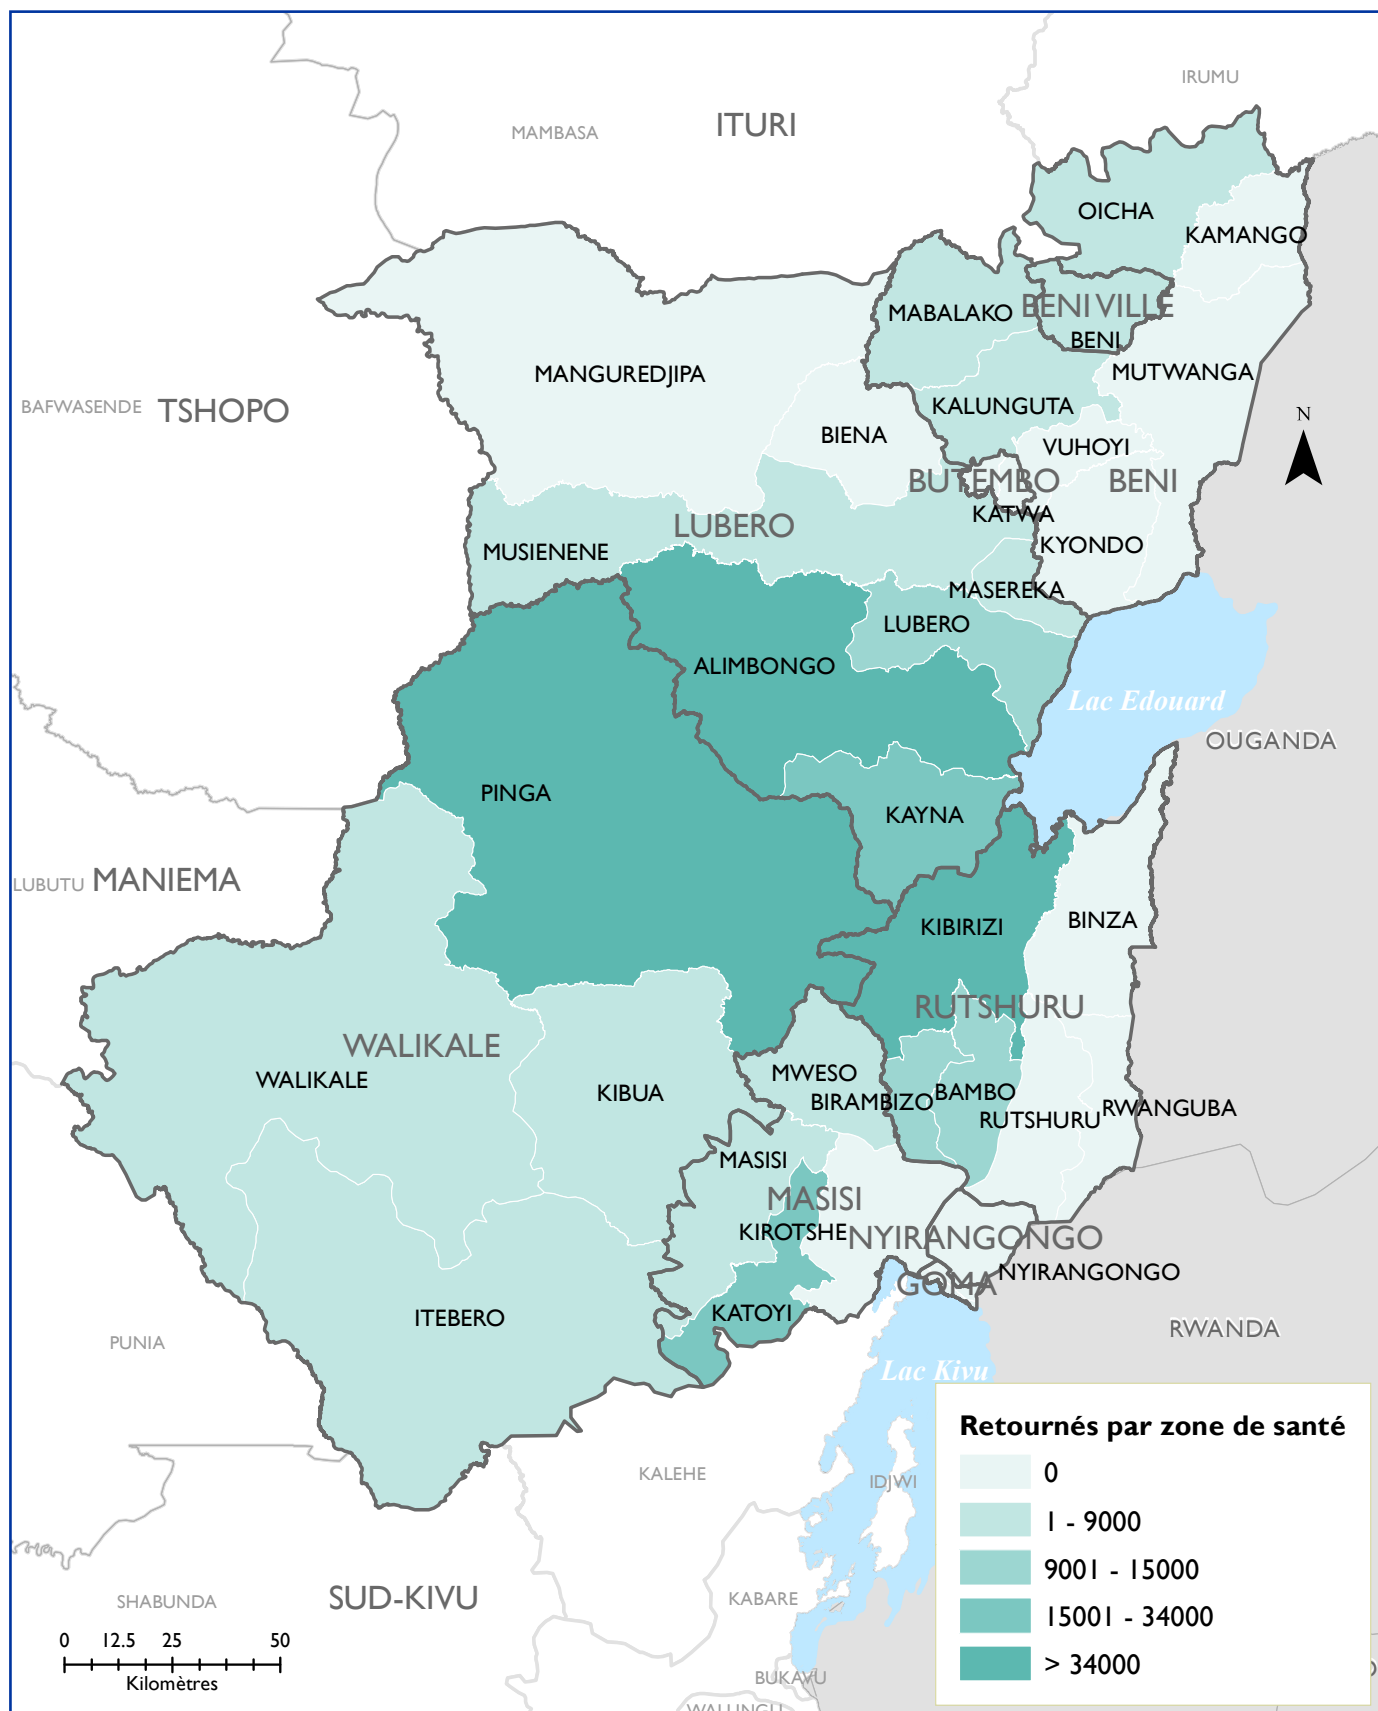 IRUMU
ITURI
MAMBASA
OICHA
KAMANGO
MABALAKO
BENI VILLE
BENI
MANGUREDJIPA
MUTWANGA
BAFWASENDE
TSHOPO
KALUNGUTA
N
BIENA
VUHOYI
BUTEMBO
BENI
KATWA
LUBERO
MUSIENENE
KYONDO
MASEREKA
LUBERO
ALIMBONGO
Lac Edouard
OUGANDA
PINGA
KAYNA
LUBUTU
MANIEMA
KIBIRIZI
BINZA
RUTSHURU
WALIKALE
WALIKALE
MWESO
KIBUA
BAMBO
BIRAMBIZO
RWANGUBA
RUTSHURU
MASISI
MASISI
KIROTSHE
NYIRANGONGO
NYIRANGONGO
GOMA
KATOYI
ITEBERO
RWANDA
PUNIA
Lac Kivu
KALEHE
IDJWI
SHABUNDA
SUD-KIVU
KABARE
BUKAVU
WALUNGU
Retournés par zone de santé
0
1 - 9000
9001 - 15000
15001 - 34000
> 34000
0 12.5 25 50
Kilomètres